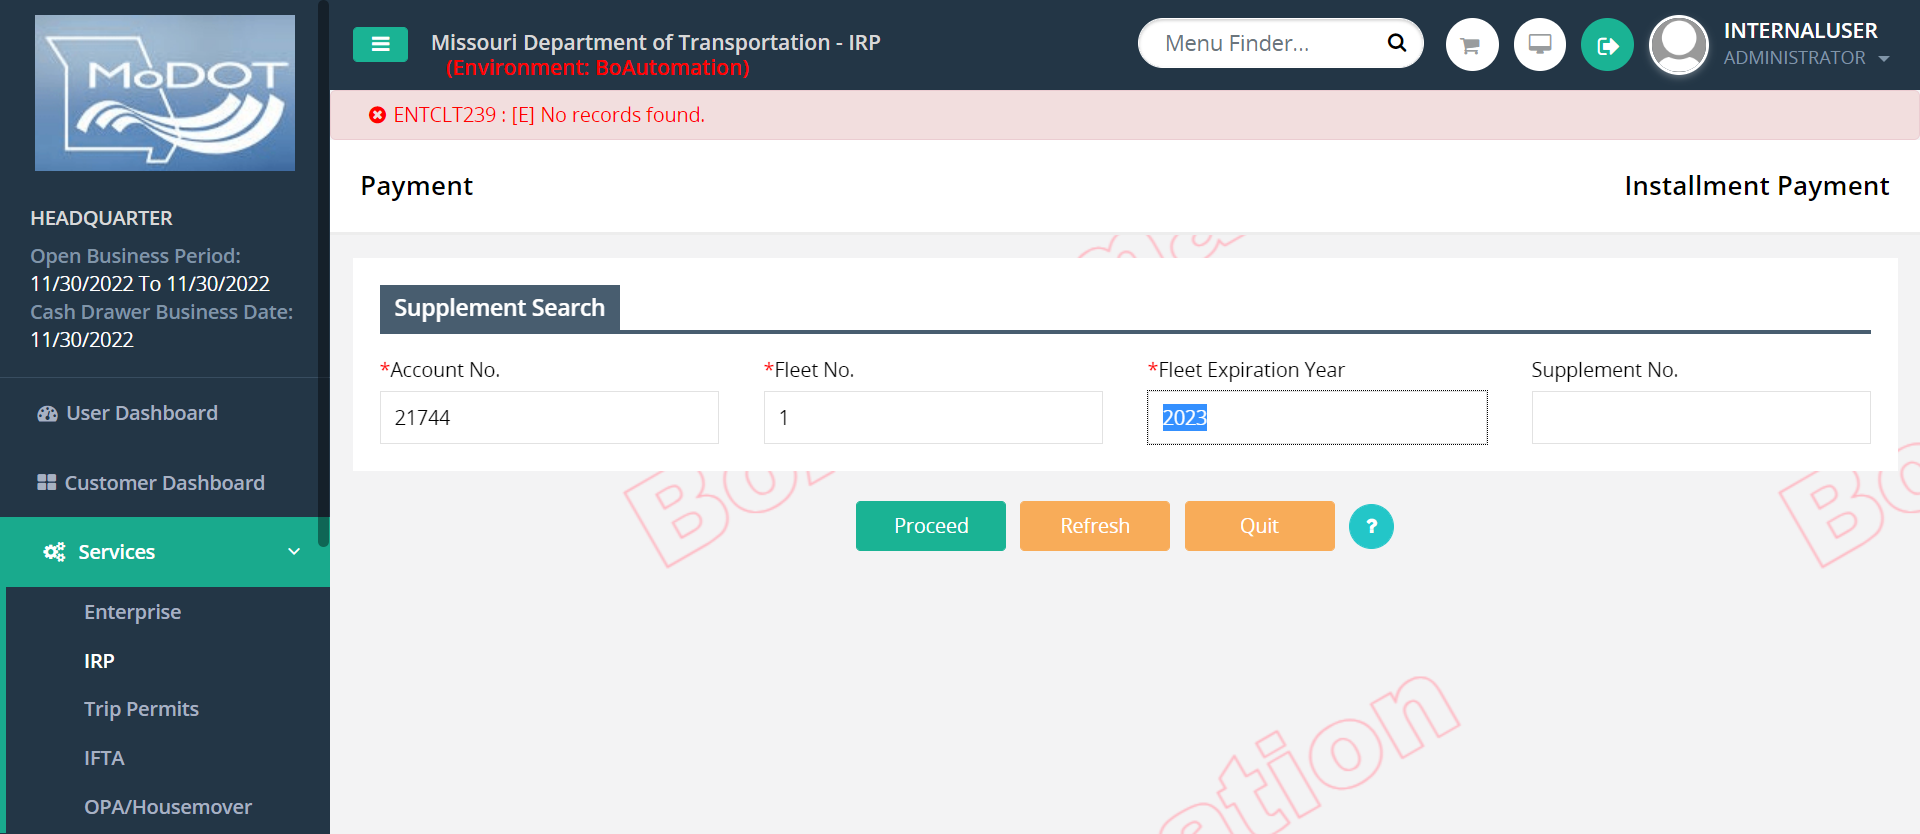 MoDOT
HEADQUARTER
Open Business Period:
11/30/2022 To 11/30/2022
Cash Drawer Business Date:
11/30/2022
User Dashboard
Customer Dashboard
Services
Enterprise
IRP
Trip Permits
IFTA
OPA/Housemover
Missouri Department of Transportation - IRP
(Environment: BoAutomation)
Menu Finder...
INTERNALUSER
ADMINISTRATOR
ENTCLT239 : [E] No records found.
Payment
Installment Payment
Supplement Search
*Account No.
*Fleet No.
*Fleet Expiration Year
Supplement No.
21744
1
2023
Proceed
Refresh
Quit
?